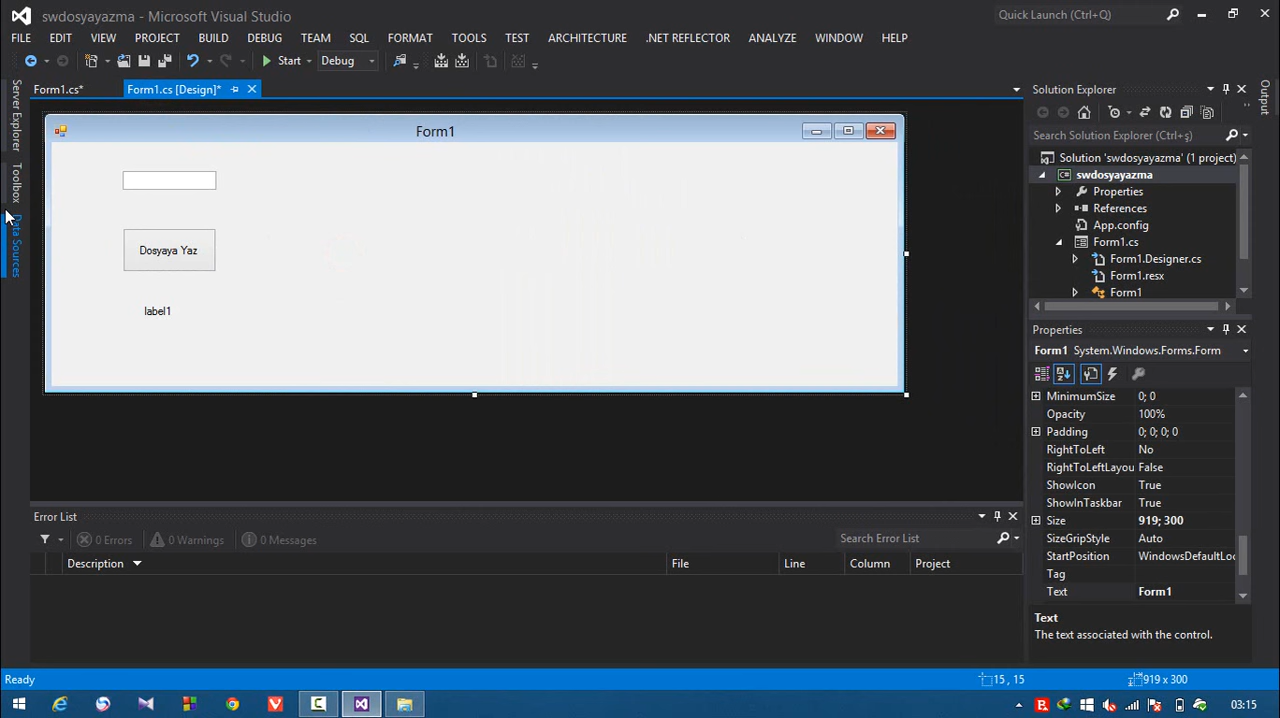 swdosyayazma - Microsoft Visual Studio
Quick Launch (Ctrl+Q)
FILE EDIT VIEW PROJECT BUILD DEBUG TEAM SQL FORMAT TOOLS TEST ARCHITECTURE .NET REFLECTOR ANALYZE WINDOW HELP
Start Debug
Form1.cs* Form1.cs [Design]*
Server Explorer
Toolbox
Data Sources
Form1
Dosyaya Yaz
label1
Solution Explorer
Search Solution Explorer (Ctrl+ş)
Solution 'swdosyayazma' (1 project)
swdosyayazma
Properties
References
App.config
Form1.cs
Form1.Designer.cs
Form1.resx
Form1
Output
Properties
Form1 System.Windows.Forms.Form
MinimumSize 0; 0
Opacity 100%
Padding 0; 0; 0; 0
RightToLeft No
RightToLeftLayou False
ShowIcon True
ShowInTaskbar True
Size 919; 300
SizeGripStyle Auto
StartPosition WindowsDefaultLoc
Tag
Text Form1
Text
The text associated with the control.
Error List
0 Errors 0 Warnings 0 Messages
Search Error List
Description File Line Column Project
Ready
15 , 15
919 x 300
03:15